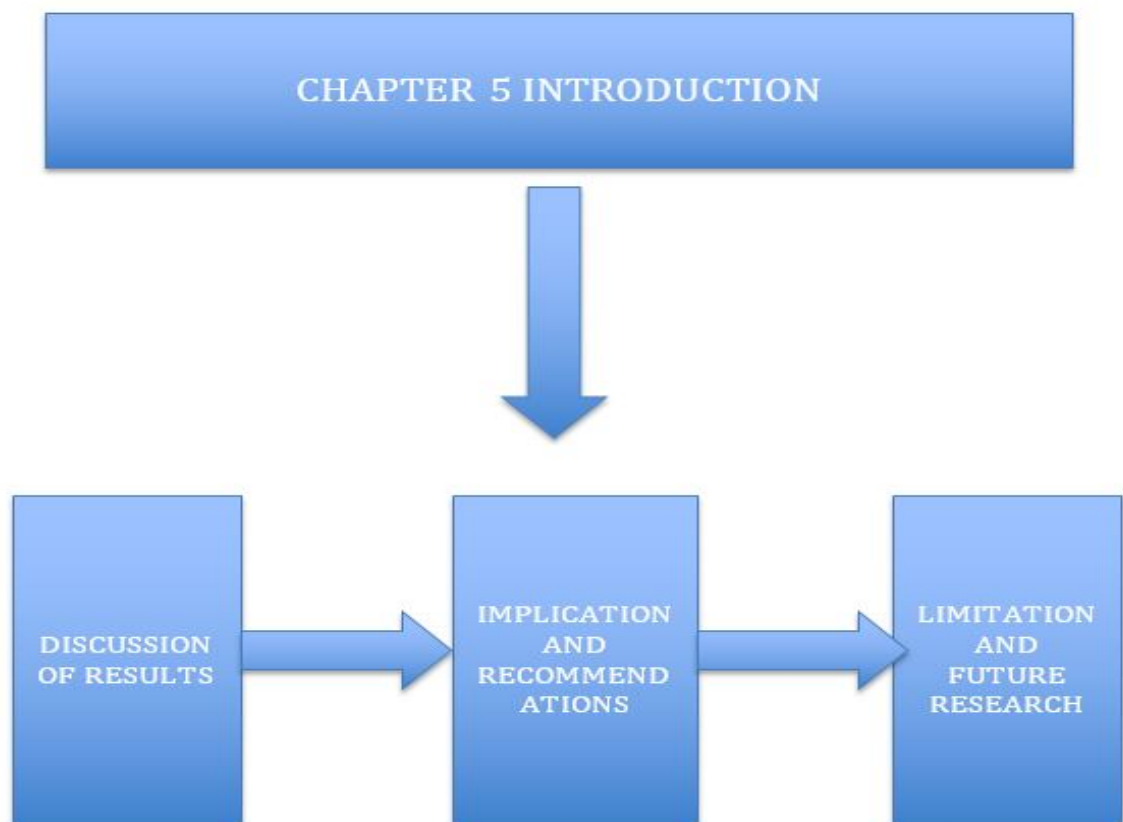 CHAPTER 5 INTRODUCTION
DISCUSSION
OF RESULTS
IMPLICATION
AND
RECOMMEND
ATIONS
LIMITATION
AND
FUTURE
RESEARCH